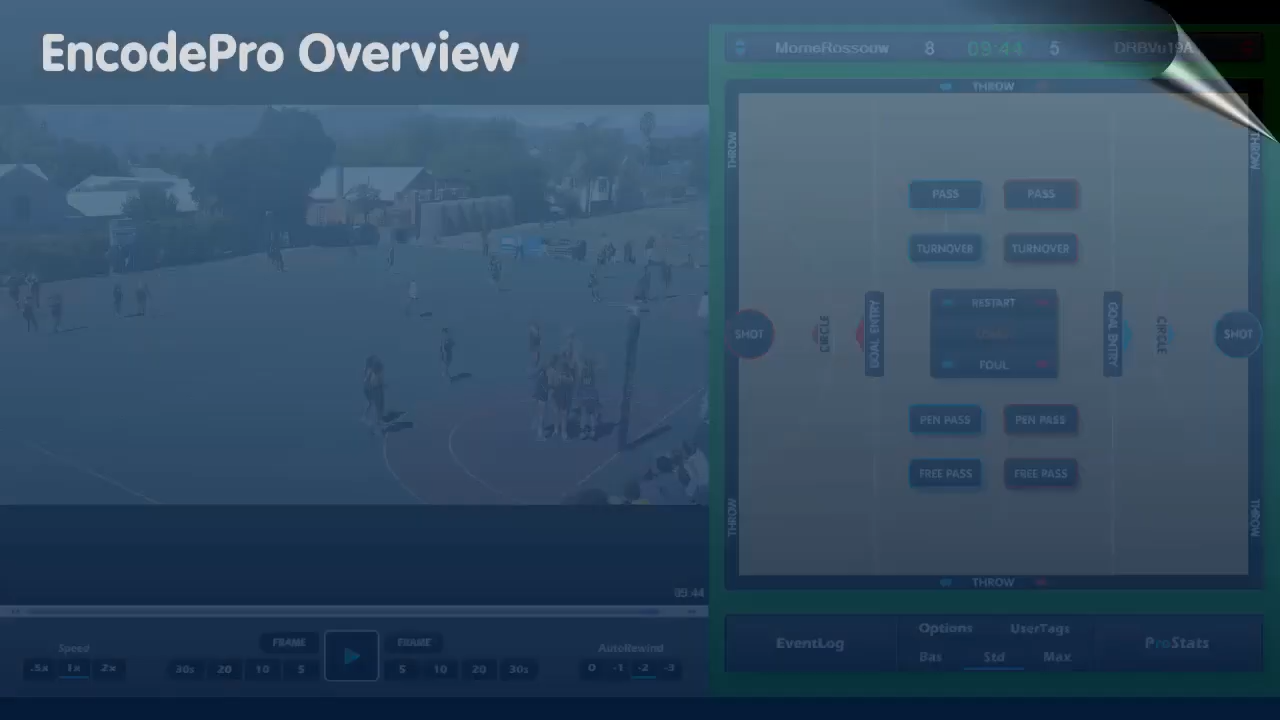 EncodePro Overview
MorneRossouw 8 09:44 5 DRBVu19A
THROW
THROW
THROW
PASS PASS
TURNOVER TURNOVER
RESTART
SHOT CIRCLE GOAL ENTRY GOAL ENTRY CIRCLE SHOT
FOUL
PEN PASS PEN PASS
FREE PASS FREE PASS
THROW
THROW
THROW
09:44
Speed
.5x 1x 2x
FRAME FRAME
30s 20 10 5 5 10 20 30s
AutoRewind
0 -1 -2 -3
EventLog
Options UserTags
Bas Std Max
ProStats